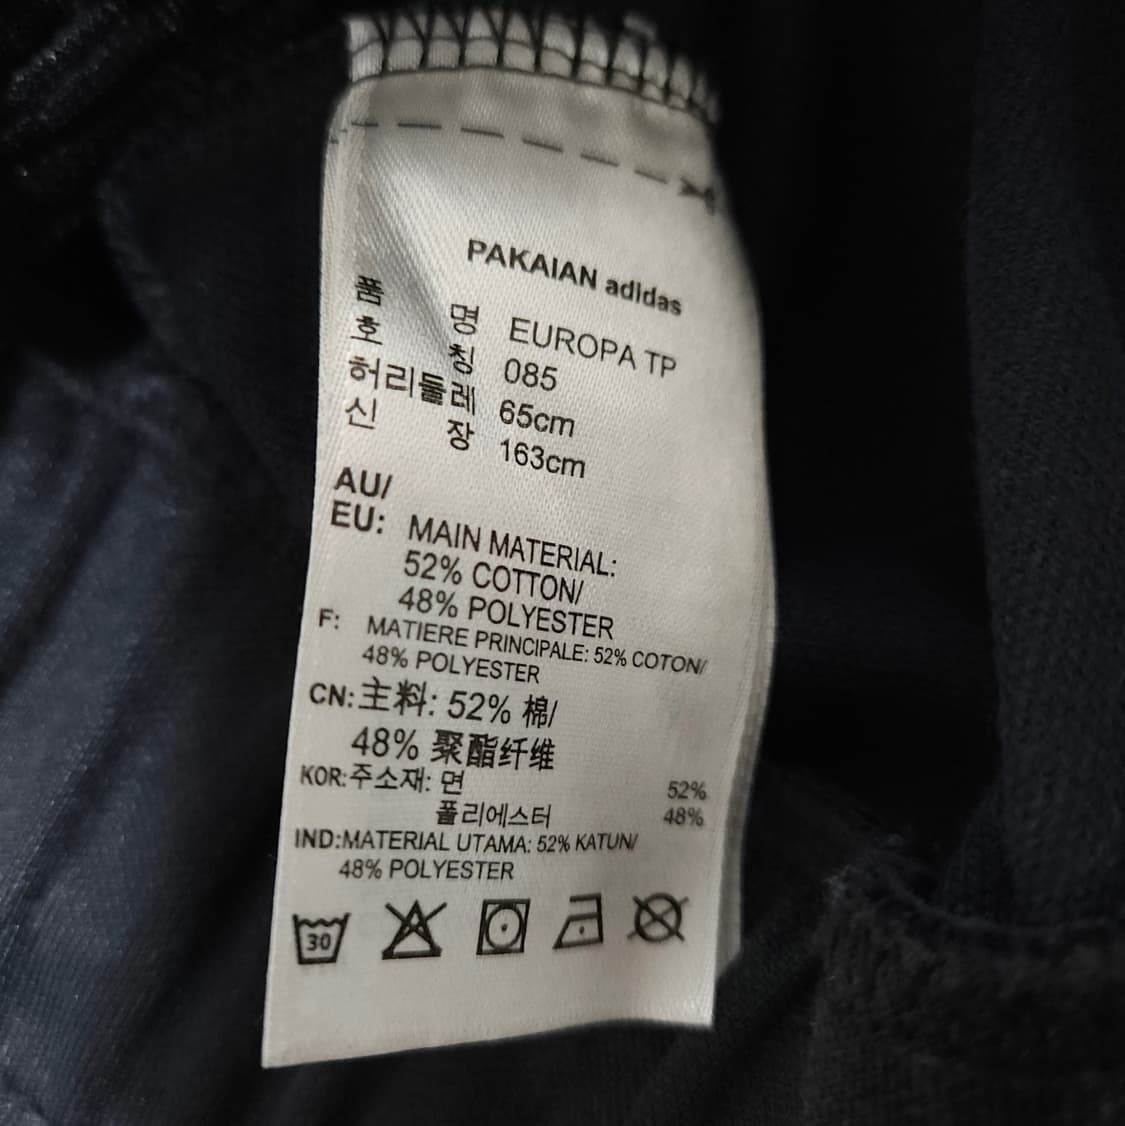 PAKAIAN adidas
품 명 EUROPA TP
호 칭 085
허리둘레 65cm
신 장 163cm
AU/
EU: MAIN MATERIAL:
52% COTTON/
48% POLYESTER
F: MATIERE PRINCIPALE: 52% COTON/
48% POLYESTER
CN: 主料: 52% 棉/
48% 聚酯纤维
KOR: 주소재: 면 52%
폴리에스터 48%
IND: MATERIAL UTAMA: 52% KATUN/
48% POLYESTER
30